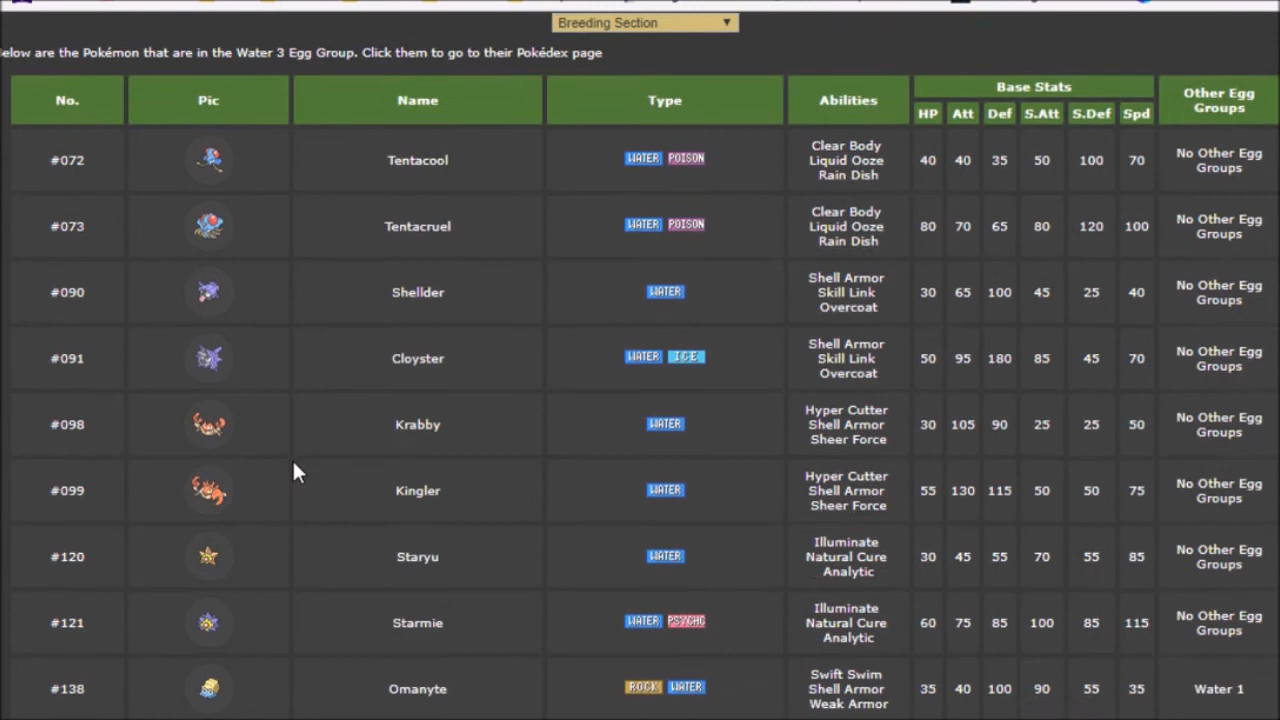 Breeding Section
elow are the Pokémon that are in the Water 3 Egg Group. Click them to go to their Pokédex page
No. Pic Name Type Abilities Base Stats Other Egg Groups
HP Att Def S.Att S.Def Spd
#072 Tentacool WATER POISON Clear Body Liquid Ooze Rain Dish 40 40 35 50 100 70 No Other Egg Groups
#073 Tentacruel WATER POISON Clear Body Liquid Ooze Rain Dish 80 70 65 80 120 100 No Other Egg Groups
#090 Shellder WATER Shell Armor Skill Link Overcoat 30 65 100 45 25 40 No Other Egg Groups
#091 Cloyster WATER ICE Shell Armor Skill Link Overcoat 50 95 180 85 45 70 No Other Egg Groups
#098 Krabby WATER Hyper Cutter Shell Armor Sheer Force 30 105 90 25 25 50 No Other Egg Groups
#099 Kingler WATER Hyper Cutter Shell Armor Sheer Force 55 130 115 50 50 75 No Other Egg Groups
#120 Staryu WATER Illuminate Natural Cure Analytic 30 45 55 70 55 85 No Other Egg Groups
#121 Starmie WATER PSYCHC Illuminate Natural Cure Analytic 60 75 85 100 85 115 No Other Egg Groups
#138 Omanyte ROCK WATER Swift Swim Shell Armor Weak Armor 35 40 100 90 55 35 Water 1